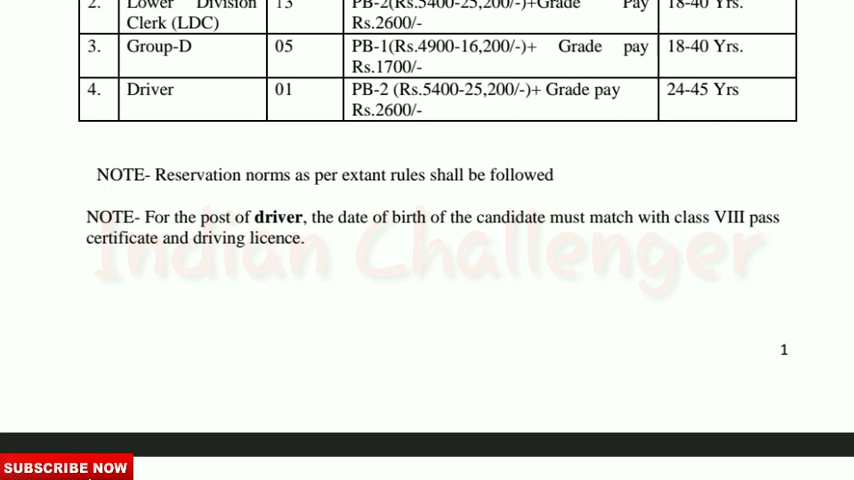 2. Lower Division 13 PB-2(Rs.5400-25,200/-)+Grade Pay 18-40 Yrs.
Clerk (LDC) Rs.2600/-
3. Group-D 05 PB-1(Rs.4900-16,200/-)+ Grade pay 18-40 Yrs.
Rs.1700/-
4. Driver 01 PB-2 (Rs.5400-25,200/-)+ Grade pay 24-45 Yrs
Rs.2600/-
NOTE- Reservation norms as per extant rules shall be followed
NOTE- For the post of driver, the date of birth of the candidate must match with class VIII pass
certificate and driving licence.
Indian Challenger
1
SUBSCRIBE NOW